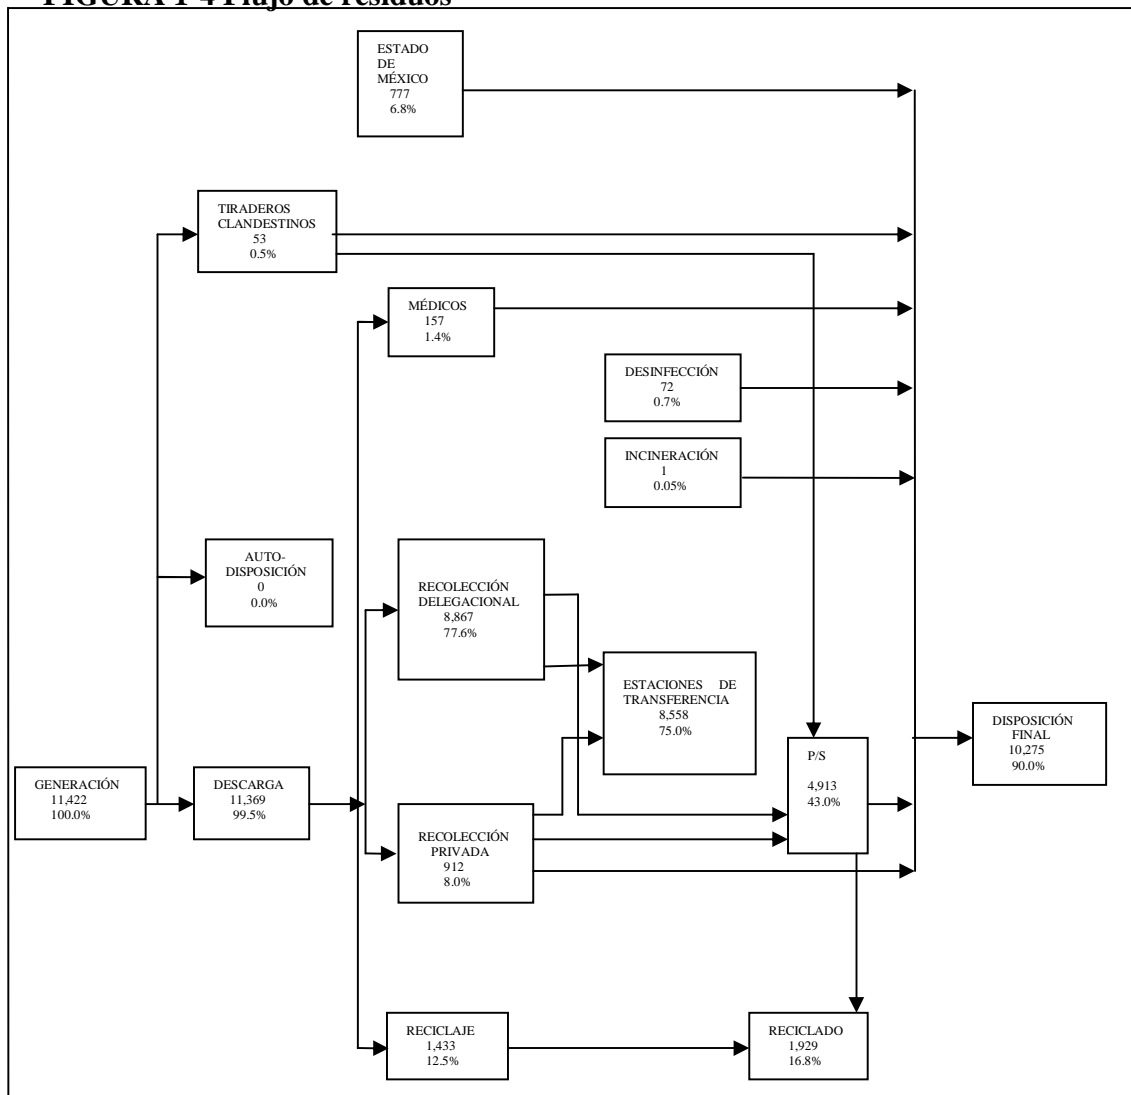 FIGURA 1-4 Flujo de residuos
ESTADO
DE
MÉXICO
777
6.8%
TIRADEROS
CLANDESTINOS
53
0.5%
MÉDICOS
157
1.4%
DESINFECCIÓN
72
0.7%
INCINERACIÓN
1
0.05%
AUTO-
DISPOSICIÓN
0
0.0%
RECOLECCIÓN
DELEGACIONAL
8,867
77.6%
ESTACIONES DE
TRANSFERENCIA
8,558
75.0%
DISPOSICIÓN
FINAL
10,275
90.0%
P/S
4,913
43.0%
GENERACIÓN
11,422
100.0%
DESCARGA
11,369
99.5%
RECOLECCIÓN
PRIVADA
912
8.0%
RECICLAJE
1,433
12.5%
RECICLADO
1,929
16.8%